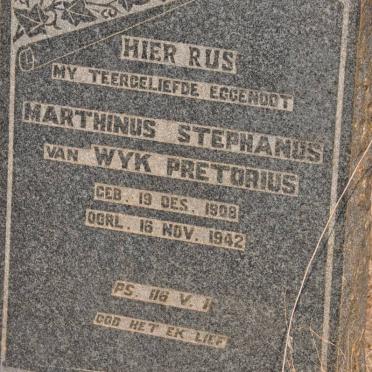 HIER RUS
MY TEERGELIEFDE EGGENOOT
MARTHINUS STEPHANUS
VAN WYK PRETORIUS
GEB. 19 DES. 1908
OORL. 16 NOV. 1942
PS. 116 V. 1
GOD HET EK LIEF